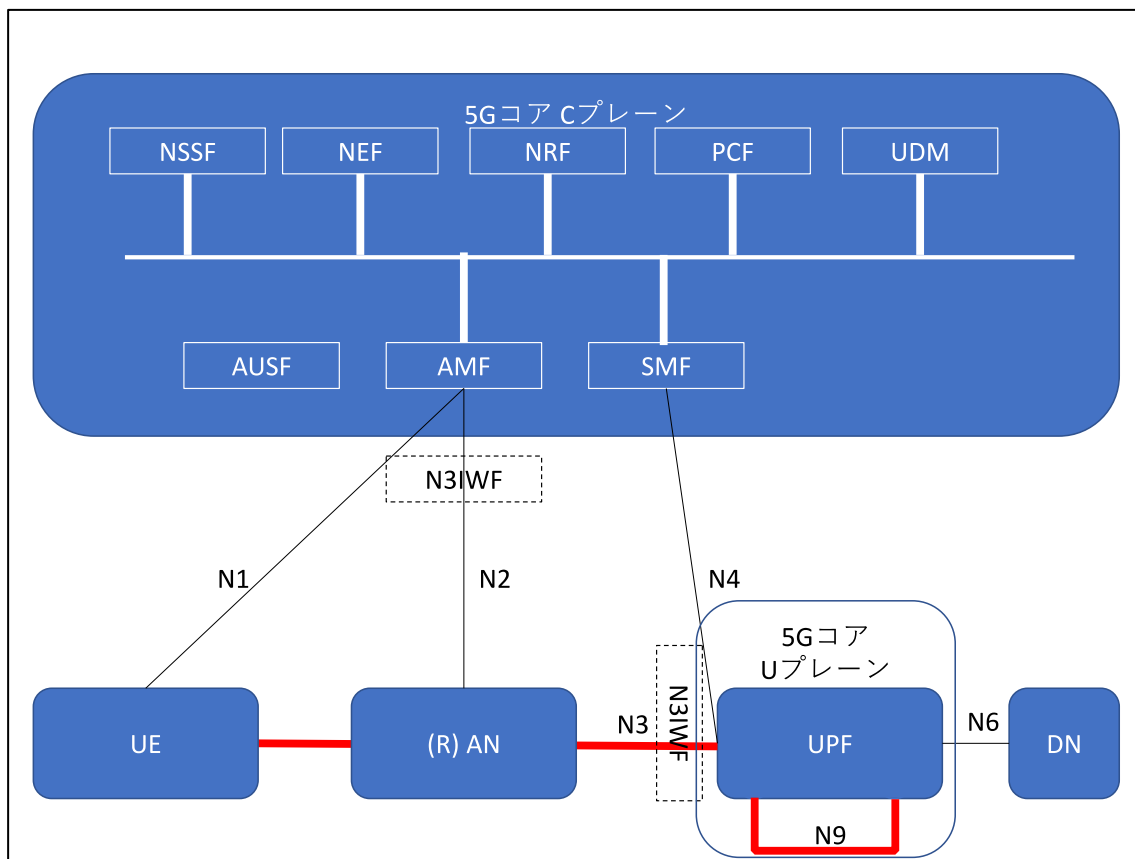 5Gコア Cプレーン
NSSF
NEF
NRF
PCF
UDM
AUSF
AMF
SMF
N3IWF
N1
N2
N4
5Gコア
Uプレーン
UE
(R) AN
N3
N3IWF
UPF
N6
DN
N9